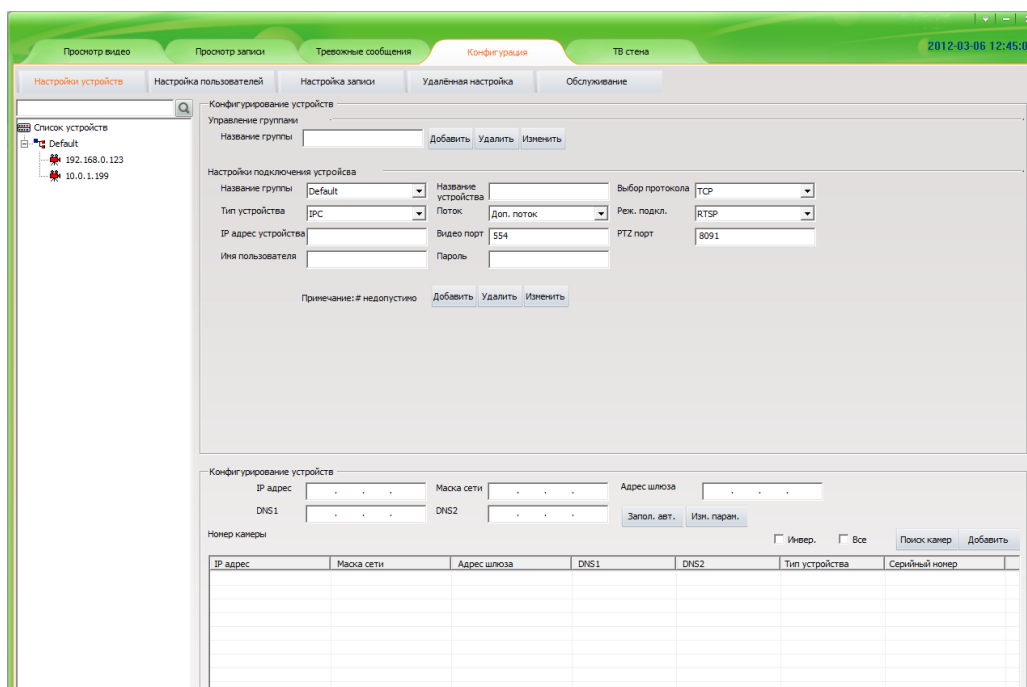 Просмотр видео Просмотр записи Тревожные сообщения Конфигурация ТВ стена 2012-03-06 12:45:0
Настройки устройств Настройка пользователей Настройка записи Удалённая настройка Обслуживание
Конфигурирование устройств
Управление группами
Название группы Добавить Удалить Изменить
Список устройств
Default
192.168.0.123
10.0.1.199
Настройки подключения устройсва
Название группы Default Название устройства Выбор протокола TCP
Тип устройства IPC Поток Доп. поток Реж. подкл. RTSP
IP адрес устройства Видео порт 554 PTZ порт 8091
Имя пользователя Пароль
Примечание:# недопустимо Добавить Удалить Изменить
Конфигурирование устройств
IP адрес . . . Маска сети . . . Адрес шлюза . . .
DNS1 . . . DNS2 . . . Запол. авт. Изм. парам.
Номер камеры
Инвер. Все Поиск камер Добавить
IP адрес Маска сети Адрес шлюза DNS1 DNS2 Тип устройства Серийный номер